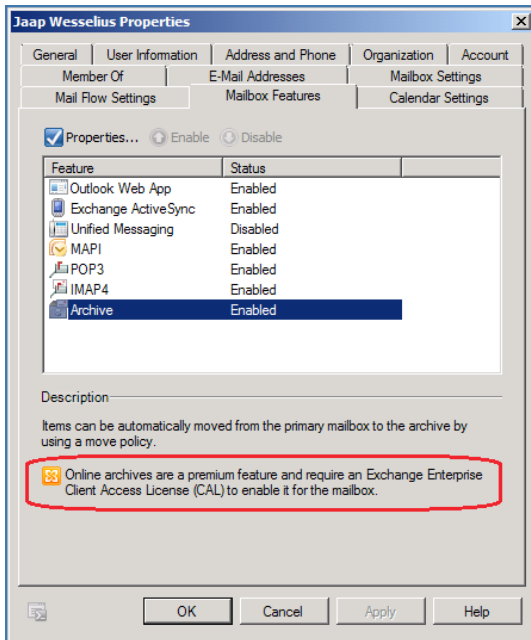 Jaap Wesselius Properties
General User Information Address and Phone Organization Account
Member Of E-Mail Addresses Mailbox Settings
Mail Flow Settings Mailbox Features Calendar Settings
Properties... Enable Disable
Feature Status
Outlook Web App Enabled
Exchange ActiveSync Enabled
Unified Messaging Disabled
MAPI Enabled
POP3 Enabled
IMAP4 Enabled
Archive Enabled
Description
Items can be automatically moved from the primary mailbox to the archive by
using a move policy.
Online archives are a premium feature and require an Exchange Enterprise
Client Access License (CAL) to enable it for the mailbox.
OK Cancel Apply Help